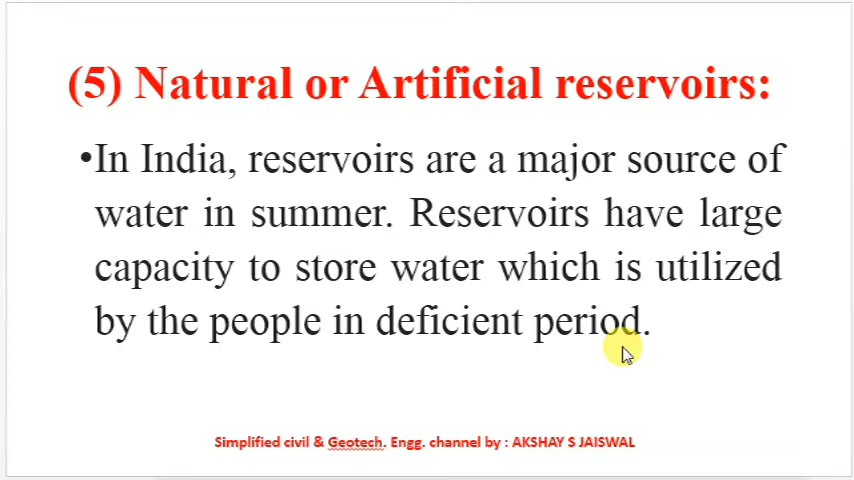 (5) Natural or Artificial reservoirs:
•In India, reservoirs are a major source of
water in summer. Reservoirs have large
capacity to store water which is utilized
by the people in deficient period.
Simplified civil & Geotech. Engg. channel by : AKSHAY S JAISWAL